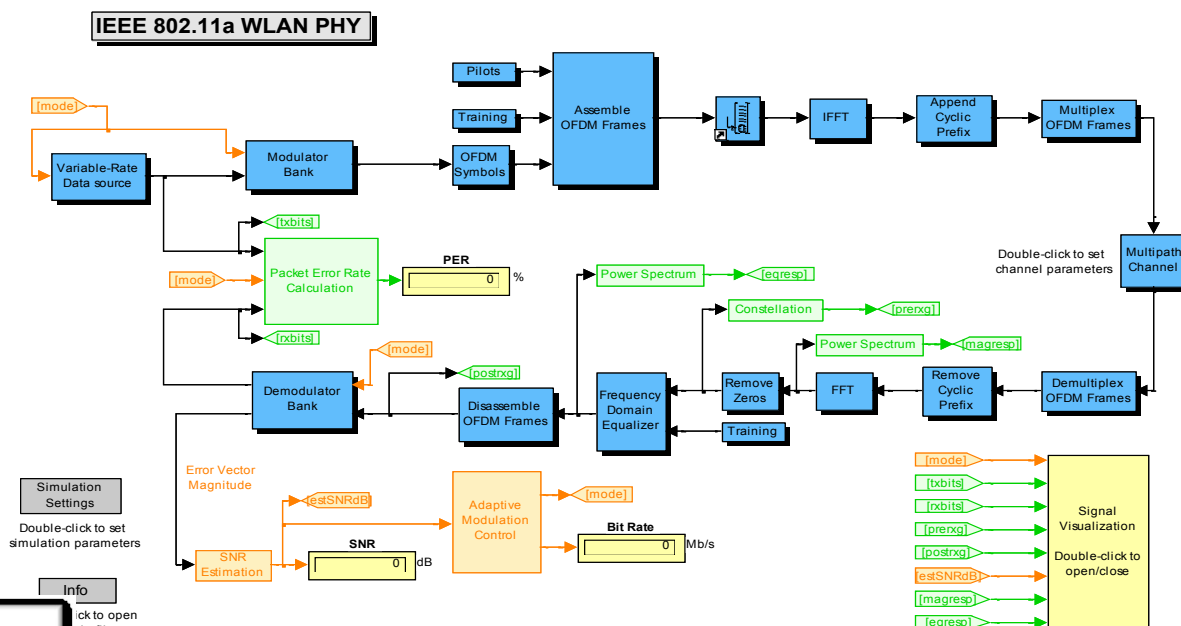 IEEE 802.11a WLAN PHY
Pilots
Training
OFDM
Symbols
Assemble
OFDM Frames
IFFT
Append
Cyclic
Prefix
Multiplex
OFDM Frames
[mode]
Variable-Rate
Data source
Modulator
Bank
[txbits]
[mode]
Packet Error Rate
Calculation
PER
0
%
[rxbits]
Double-click to set
channel parameters
Multipath
Channel
Power Spectrum
[eqresp]
Constellation
[prerxg]
Power Spectrum
[magresp]
[mode]
[postrxg]
Demodulator
Bank
Disassemble
OFDM Frames
Frequency
Domain
Equalizer
Remove
Zeros
FFT
Remove
Cyclic
Prefix
Demultiplex
OFDM Frames
Training
Error Vector
Magnitude
[estSNRdB]
SNR
Estimation
SNR
0
dB
Adaptive
Modulation
Control
[mode]
Bit Rate
0
Mb/s
Simulation
Settings
Double-click to set
simulation parameters
Info
ick to open
[mode]
[txbits]
[rxbits]
[prerxg]
[postrxg]
[estSNRdB]
[magresp]
[eqresp]
Signal
Visualization
Double-click to
open/close